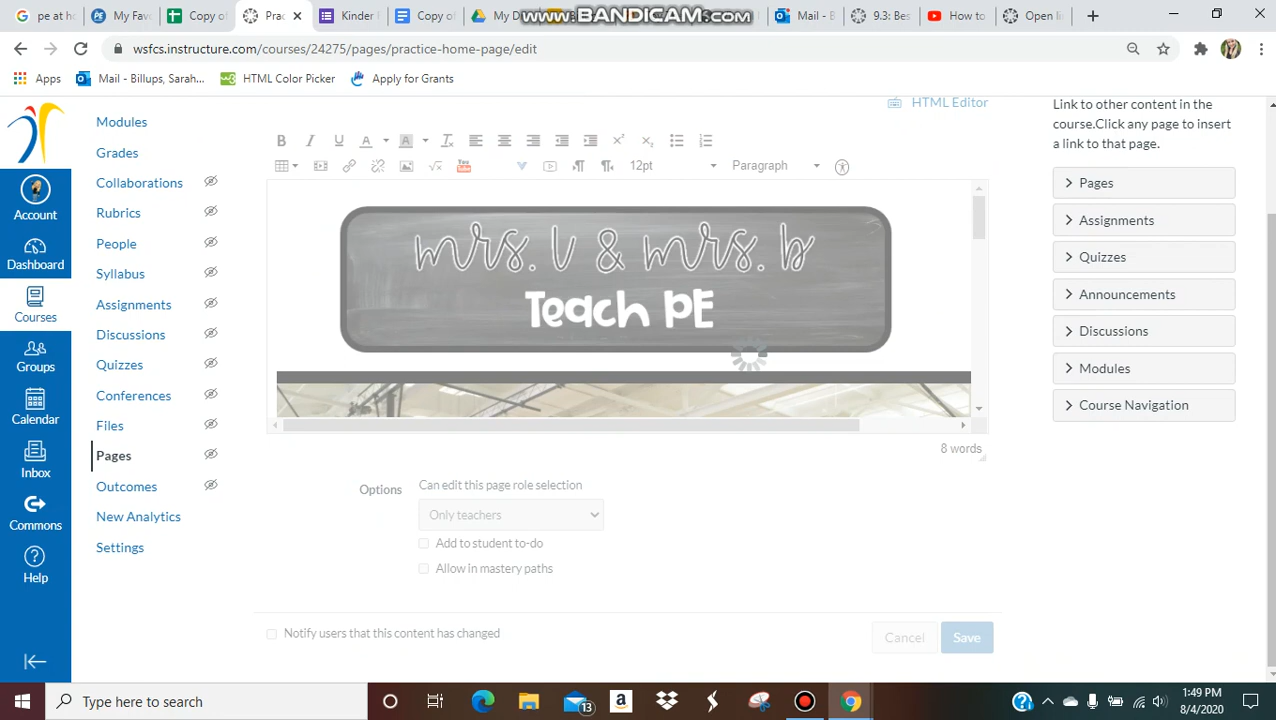 pe at h
My Favo
Copy of
Prac
Kinder
Copy of
My D
www.BANDICAM.com
Mail - B
9.3: Bes
How to
Open lin
wsfcs.instructure.com/courses/24275/pages/practice-home-page/edit
Apps
Mail - Billups, Sarah...
HTML Color Picker
Apply for Grants
Account
Dashboard
Courses
Groups
Calendar
Inbox
Commons
Help
Modules
Grades
Collaborations
Rubrics
People
Syllabus
Assignments
Discussions
Quizzes
Conferences
Files
Pages
Outcomes
New Analytics
Settings
HTML Editor
12pt
Paragraph
mrs. l & mrs. b
Teach PE
8 words
Options
Can edit this page role selection
Only teachers
Add to student to-do
Allow in mastery paths
Notify users that this content has changed
Cancel
Save
Link to other content in the
course.Click any page to insert
a link to that page.
Pages
Assignments
Quizzes
Announcements
Discussions
Modules
Course Navigation
Type here to search
13
1:49 PM
8/4/2020